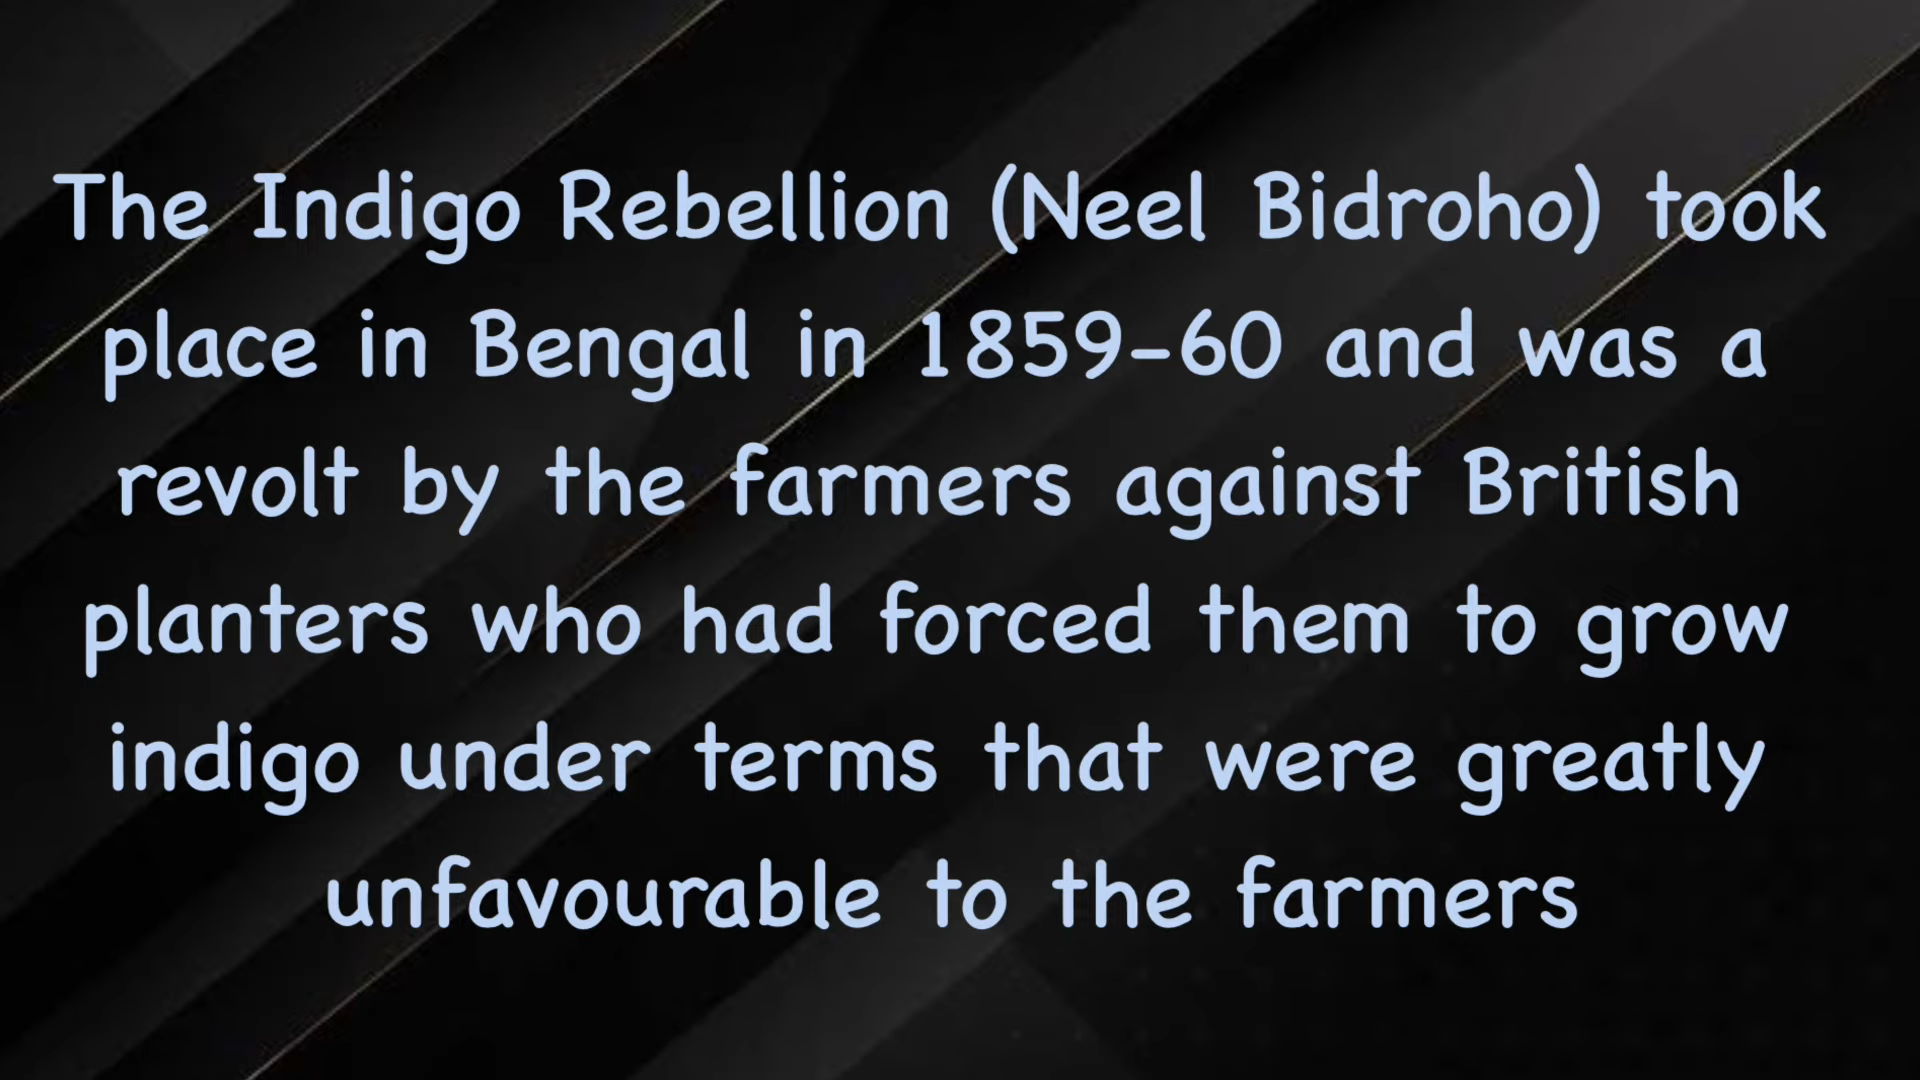 The Indigo Rebellion (Neel Bidroho) took
place in Bengal in 1859-60 and was a
revolt by the farmers against British
planters who had forced them to grow
indigo under terms that were greatly
unfavourable to the farmers